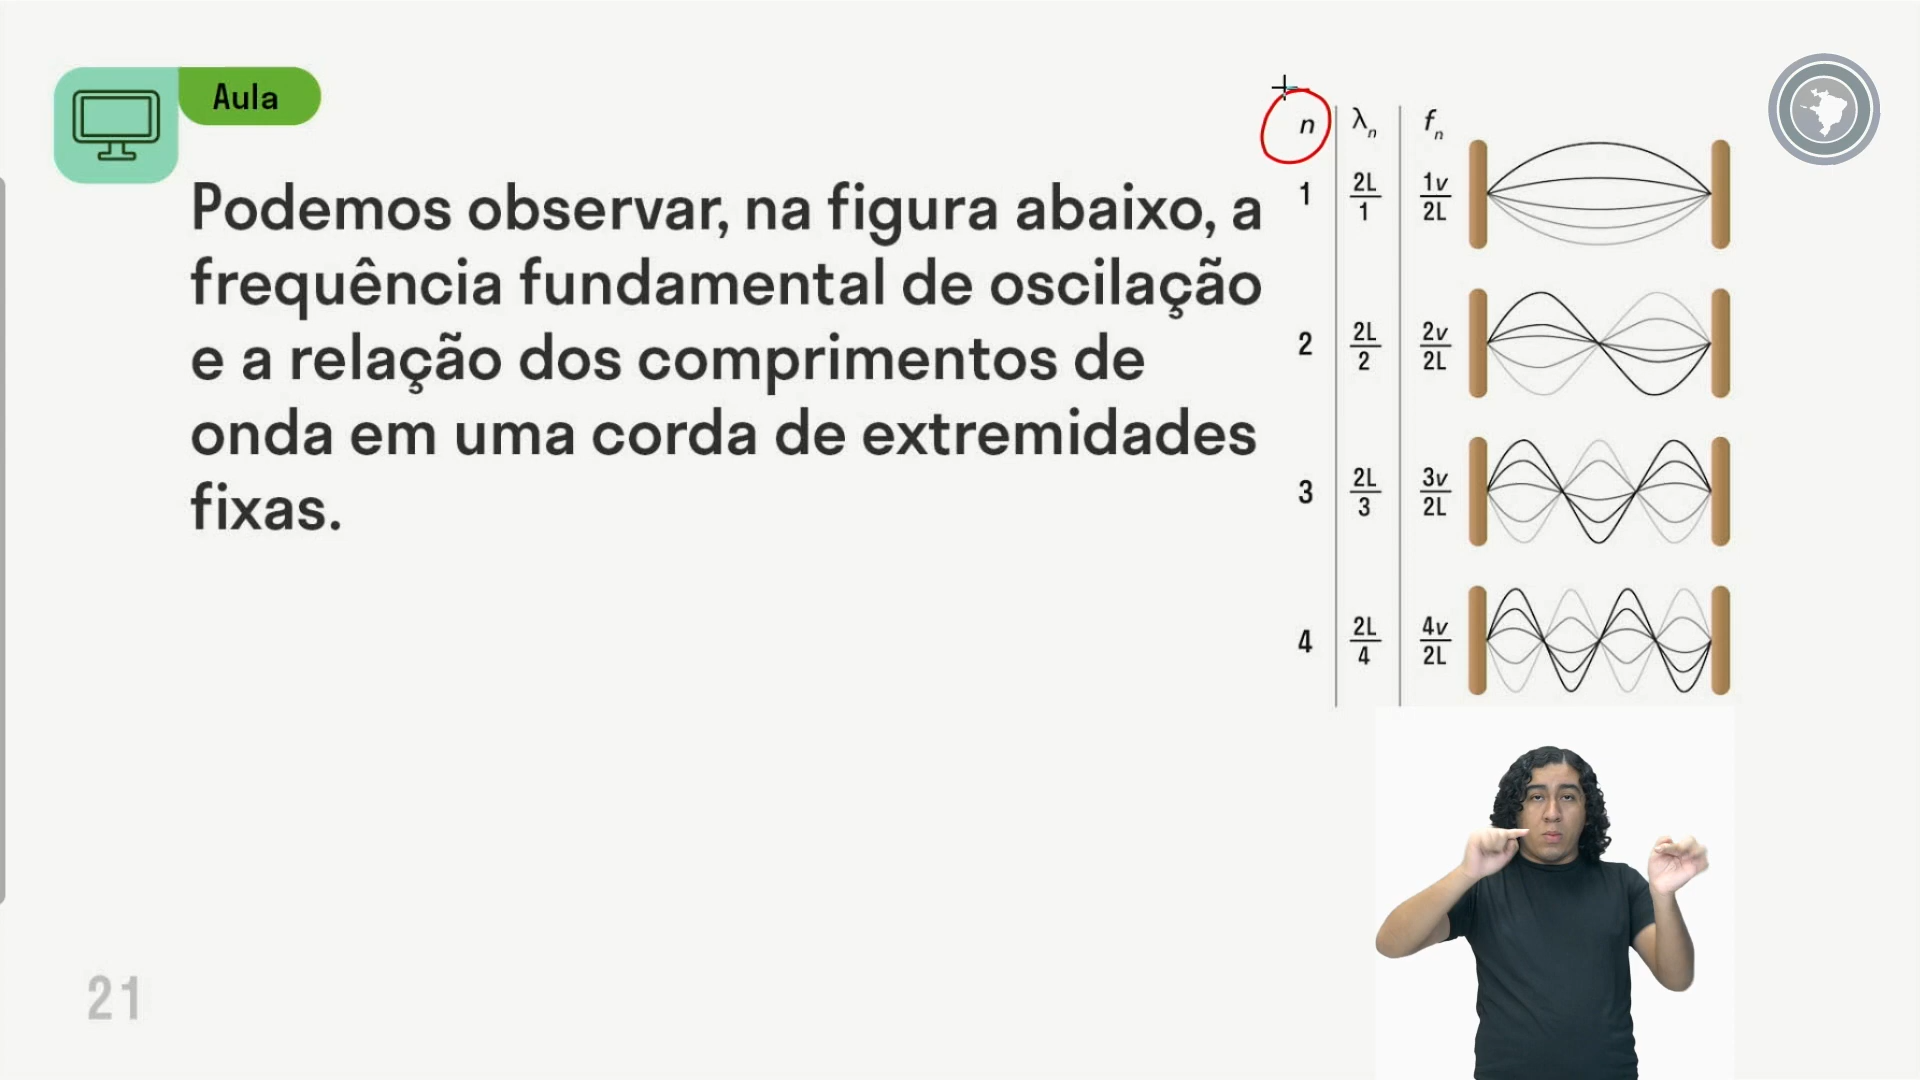 Aula
Podemos observar, na figura abaixo, a
frequência fundamental de oscilação
e a relação dos comprimentos de
onda em uma corda de extremidades
fixas.
n λn fn
1 2L/1 1v/2L
2 2L/2 2v/2L
3 2L/3 3v/2L
4 2L/4 4v/2L
21